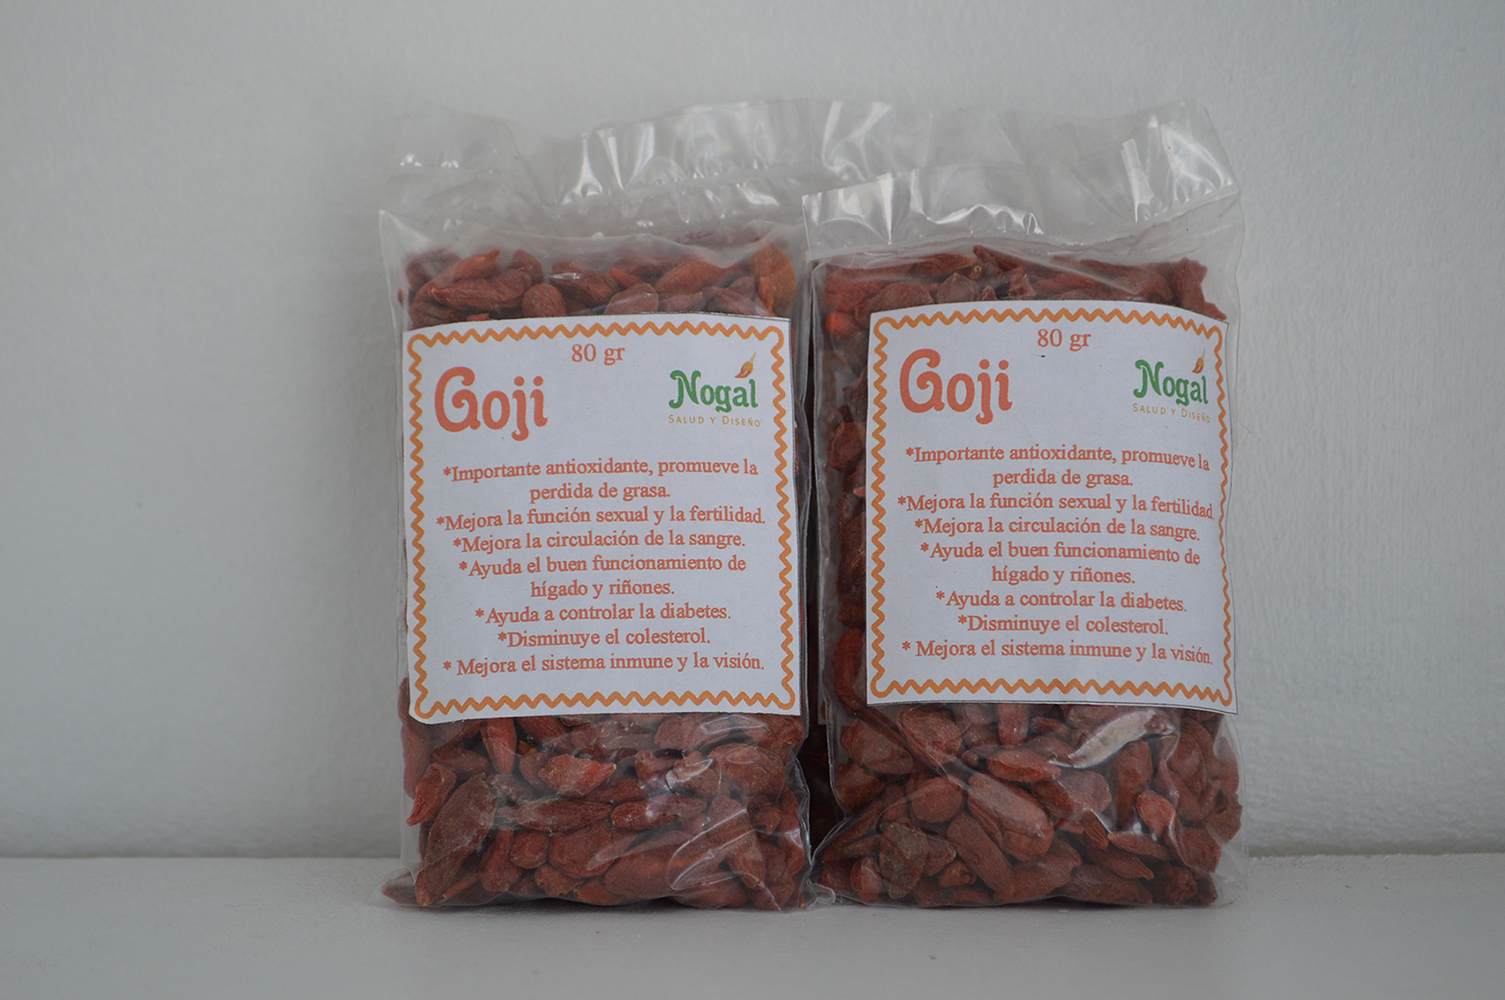 80 gr
Goji
Nogal
SALUD Y DISEÑO
*Importante antioxidante, promueve la
perdida de grasa.
*Mejora la función sexual y la fertilidad.
*Mejora la circulación de la sangre.
*Ayuda el buen funcionamiento de
hígado y riñones.
*Ayuda a controlar la diabetes.
*Disminuye el colesterol.
* Mejora el sistema inmune y la visión.
80 gr
Goji
Nogal
SALUD Y DISEÑO
*Importante antioxidante, promueve la
perdida de grasa.
*Mejora la función sexual y la fertilidad
*Mejora la circulación de la sangre.
*Ayuda el buen funcionamiento de
hígado y riñones.
*Ayuda a controlar la diabetes.
*Disminuye el colesterol.
* Mejora el sistema inmune y la visión.